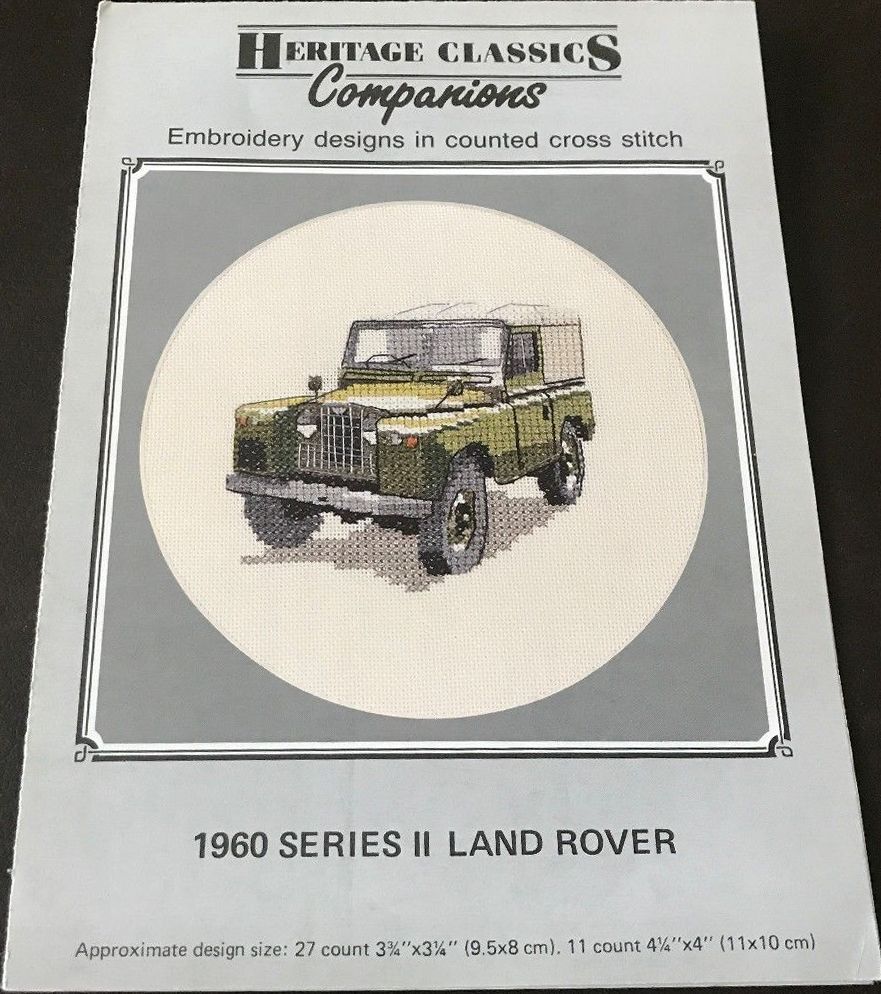 HERITAGE CLASSICS
Companions
Embroidery designs in counted cross stitch
1960 SERIES II LAND ROVER
Approximate design size: 27 count 3¾''x3¼'' (9.5x8 cm). 11 count 4¼''x4'' (11x10 cm)